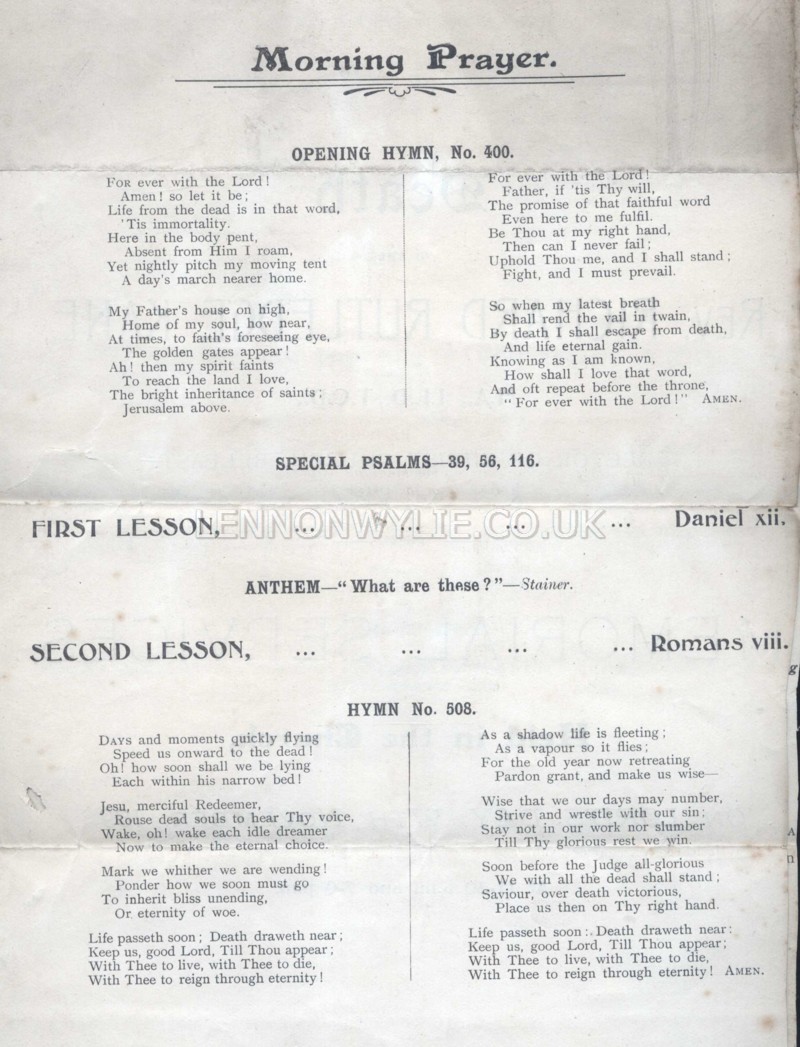 Morning Prayer.
OPENING HYMN, No. 400.
FOR ever with the Lord!
Amen! so let it be;
Life from the dead is in that word,
'Tis immortality.
Here in the body pent,
Absent from Him I roam,
Yet nightly pitch my moving tent
A day's march nearer home.
My Father's house on high,
Home of my soul, how near,
At times, to faith's foreseeing eye,
The golden gates appear!
Ah! then my spirit faints
To reach the land I love,
The bright inheritance of saints;
Jerusalem above.
For ever with the Lord!
Father, if 'tis Thy will,
The promise of that faithful word
Even here to me fulfil.
Be Thou at my right hand,
Then can I never fail;
Uphold Thou me, and I shall stand;
Fight, and I must prevail.
So when my latest breath
Shall rend the vail in twain,
By death I shall escape from death,
And life eternal gain.
Knowing as I am known,
How shall I love that word,
And oft repeat before the throne,
"For ever with the Lord!" AMEN.
SPECIAL PSALMS—39, 56, 116.
FIRST LESSON, ... ... ... ... Daniel xii.
LENNONWYLIE.CO.UK
ANTHEM—"What are these?"—Stainer.
SECOND LESSON, ... ... ... ... Romans viii.
HYMN No. 508.
DAYS and moments quickly flying
Speed us onward to the dead!
Oh! how soon shall we be lying
Each within his narrow bed!
Jesu, merciful Redeemer,
Rouse dead souls to hear Thy voice,
Wake, oh! wake each idle dreamer
Now to make the eternal choice.
Mark we whither we are wending!
Ponder how we soon must go
To inherit bliss unending,
Or eternity of woe.
Life passeth soon; Death draweth near;
Keep us, good Lord, Till Thou appear;
With Thee to live, with Thee to die,
With Thee to reign through eternity!
As a shadow life is fleeting;
As a vapour so it flies;
For the old year now retreating
Pardon grant, and make us wise—
Wise that we our days may number,
Strive and wrestle with our sin;
Stay not in our work nor slumber
Till Thy glorious rest we win.
Soon before the Judge all-glorious
We with all the dead shall stand;
Saviour, over death victorious,
Place us then on Thy right hand.
Life passeth soon: Death draweth near:
Keep us, good Lord, Till Thou appear;
With Thee to live, with Thee to die,
With Thee to reign through eternity! AMEN.